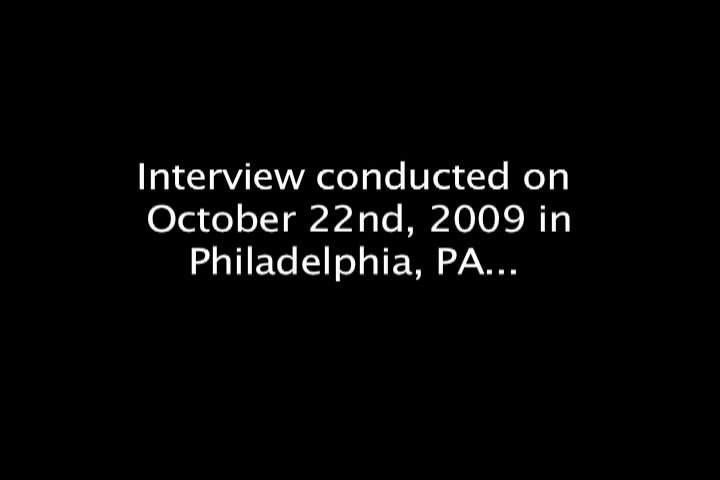 Interview conducted on
October 22nd, 2009 in
Philadelphia, PA...